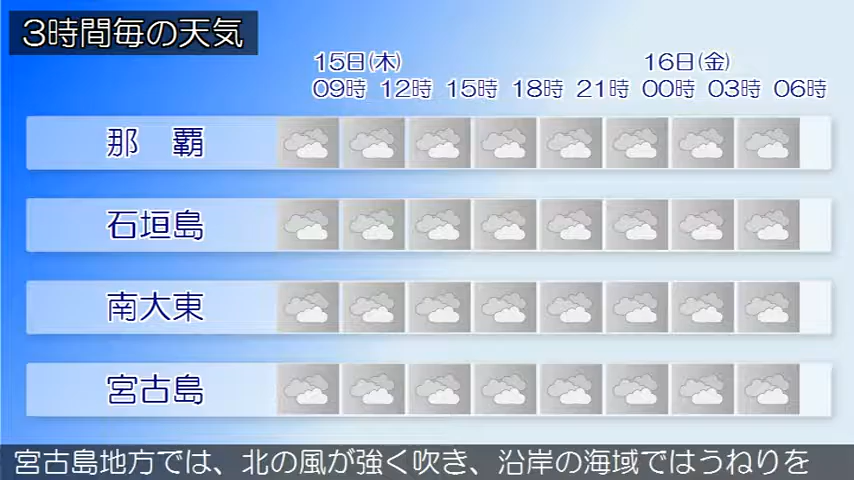 3時間毎の天気
15日(木) 16日(金)
09時 12時 15時 18時 21時 00時 03時 06時
那　覇
石垣島
南大東
宮古島
宮古島地方では、北の風が強く吹き、沿岸の海域ではうねりを